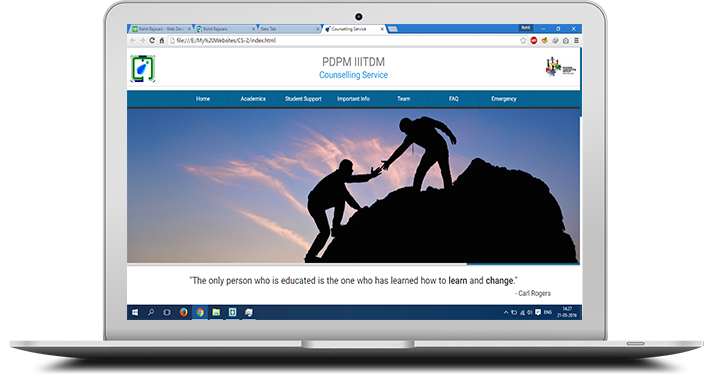 Rohit Rajwani - Web De
Rohit Rajwani
New Tab
Counselling Service
Rohit
file:///E:/My%20Websites/CS-2/index.html
PDPM IIITDM
Counselling Service
Home
Academics
Student Support
Important Info
Team
FAQ
Emergency
"The only person who is educated is the one who has learned how to learn and change."
- Carl Rogers
ENG
14:27
21-05-2016